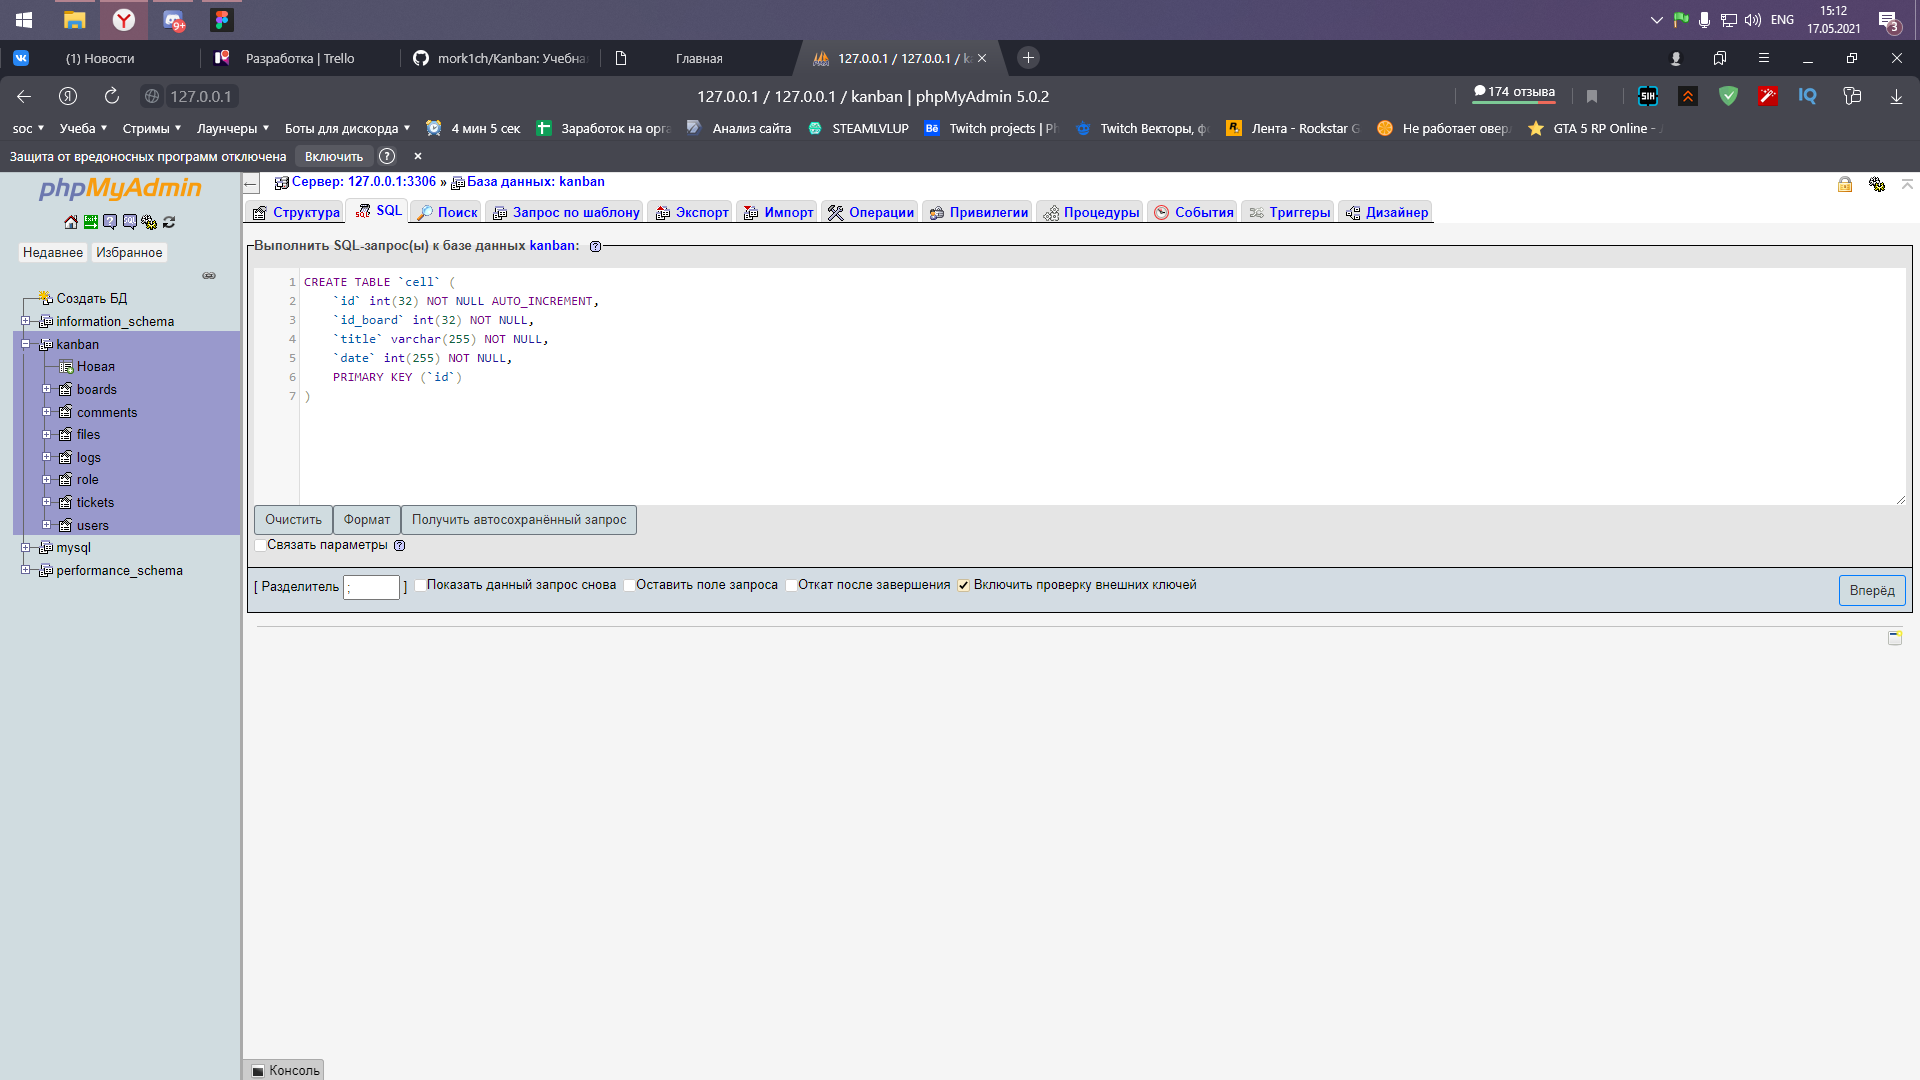 ENG
15:12
17.05.2021
3
9+
(1) Новости
Разработка | Trello
mork1ch/Kanban: Учебна
Главная
127.0.0.1 / 127.0.0.1 / k
Я
127.0.0.1
127.0.0.1 / 127.0.0.1 / kanban | phpMyAdmin 5.0.2
174 отзыва
SIH
IQ
soc
Учеба
Стримы
Лаунчеры
Боты для дискорда
4 мин 5 сек
Заработок на орга
Анализ сайта
STEAMLVLUP
Bē
Twitch projects | Ph
Twitch Векторы, фо
Лента - Rockstar G
Не работает овер
GTA 5 RP Online -
Защита от вредоносных программ отключена
Включить
phpMyAdmin
Недавнее
Избранное
Создать БД
information_schema
kanban
Новая
boards
comments
files
logs
role
tickets
users
mysql
performance_schema
Сервер: 127.0.0.1:3306 » База данных: kanban
Структура
SQL
Поиск
Запрос по шаблону
Экспорт
Импорт
Операции
Привилегии
Процедуры
События
Триггеры
Дизайнер
Выполнить SQL-запрос(ы) к базе данных kanban:
1 CREATE TABLE `cell` (
2 `id` int(32) NOT NULL AUTO_INCREMENT,
3 `id_board` int(32) NOT NULL,
4 `title` varchar(255) NOT NULL,
5 `date` int(255) NOT NULL,
6 PRIMARY KEY (`id`)
7 )
Очистить
Формат
Получить автосохранённый запрос
Связать параметры
[ Разделитель ; ]
Показать данный запрос снова
Оставить поле запроса
Откат после завершения
Включить проверку внешних ключей
Вперёд
Консоль